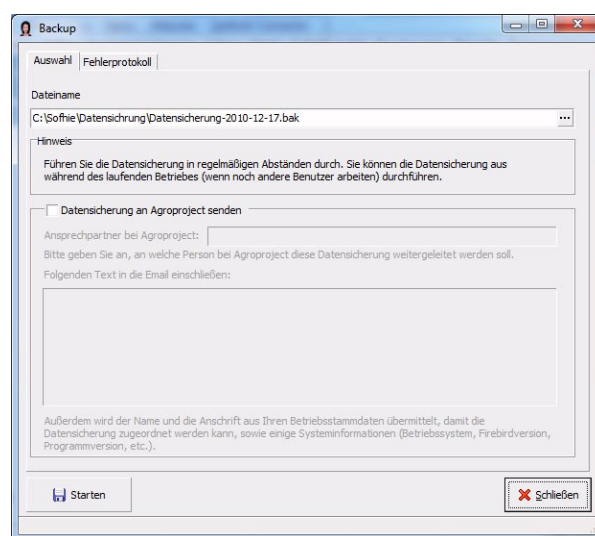 Backup
Auswahl
Fehlerprotokoll
Dateiname
C:\Sofhie\Datensichrung\Datensicherung-2010-12-17.bak
...
Hinweis
Führen Sie die Datensicherung in regelmäßigen Abständen durch. Sie können die Datensicherung aus
während des laufenden Betriebes (wenn noch andere Benutzer arbeiten) durchführen.
Datensicherung an Agroproject senden
Ansprechpartner bei Agroproject:
Bitte geben Sie an, an welche Person bei Agroproject diese Datensicherung weitergeleitet werden soll.
Folgenden Text in die Email einschließen:
Außerdem wird der Name und die Anschrift aus Ihren Betriebsstammdaten übermittelt, damit die
Datensicherung zugeordnet werden kann, sowie einige Systeminformationen (Betriebssystem, Firebirdversion,
Programmversion, etc.).
Starten
Schließen